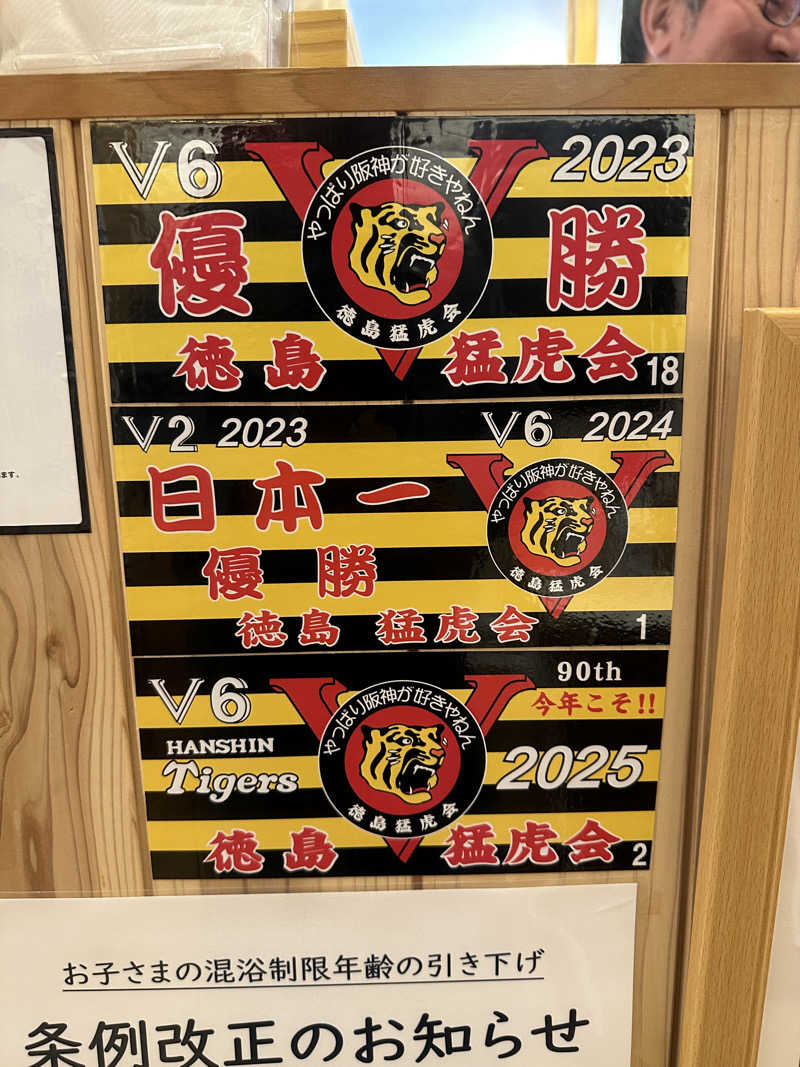 V6
2023
やっぱり阪神が好きやねん
優 勝
徳島猛虎会
徳島 猛虎会
18
V2 2023
V6 2024
やっぱり阪神が好きやねん
日本一
優 勝
徳島猛虎会
徳島 猛虎会
1
V6
90th
今年こそ!!
やっぱり阪神が好きやねん
HANSHIN
Tigers
2025
徳島猛虎会
徳島 猛虎会
2
ます。
お子さまの混浴制限年齢の引き下げ
条例改正のお知らせ